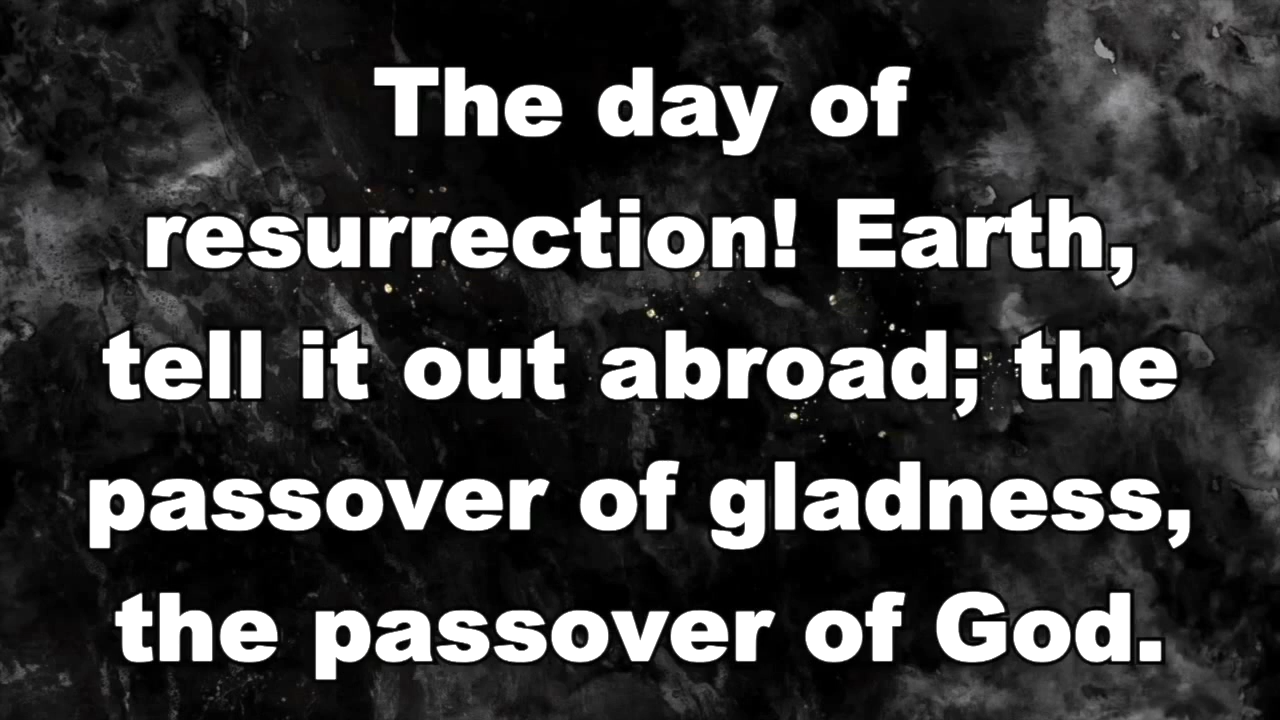 The day of
resurrection! Earth,
tell it out abroad; the
passover of gladness,
the passover of God.